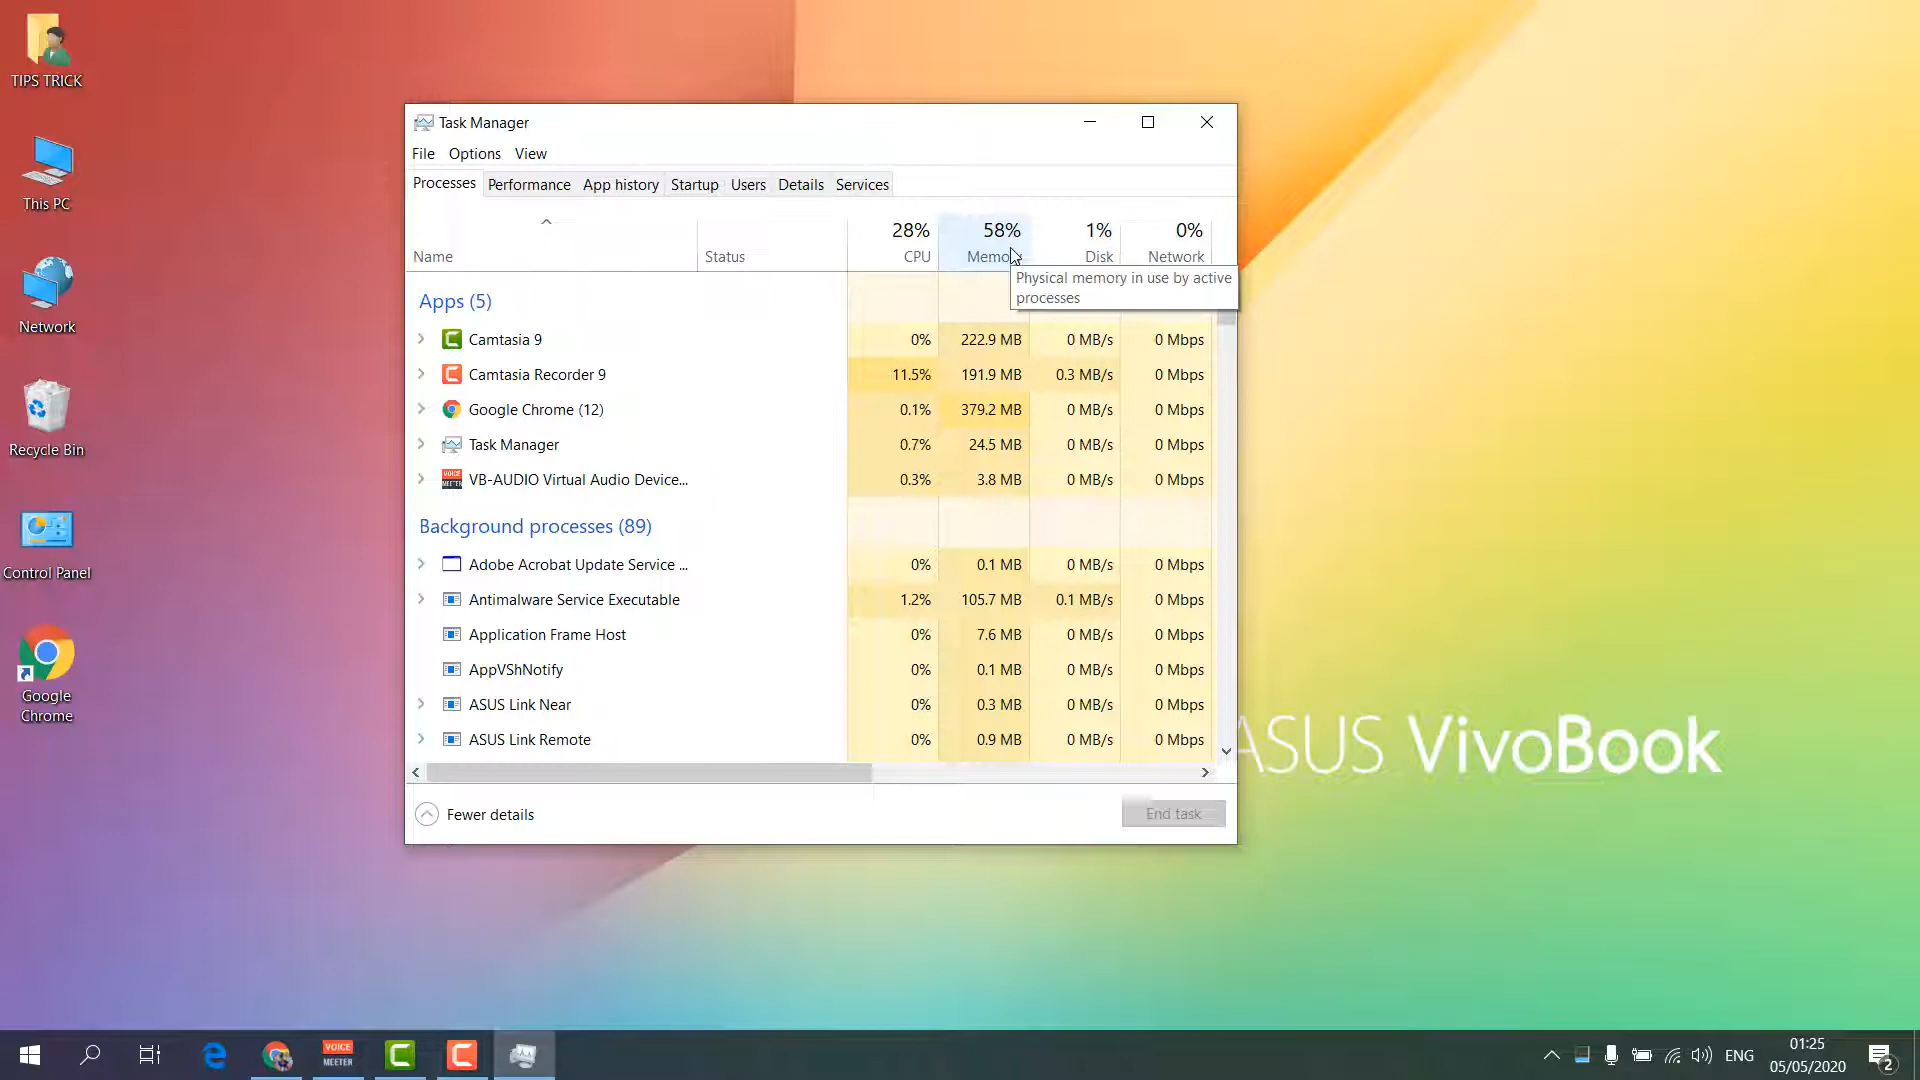 TIPS TRICK
This PC
Network
Recycle Bin
Control Panel
Google
Chrome
Task Manager
File Options View
Processes Performance App history Startup Users Details Services
28% 58% 1% 0%
Name Status CPU Disk Network
Physical memory in use by active
processes
Apps (5)
Camtasia 9 0% 222.9 MB 0 MB/s 0 Mbps
Camtasia Recorder 9 11.5% 191.9 MB 0.3 MB/s 0 Mbps
Google Chrome (12) 0.1% 379.2 MB 0 MB/s 0 Mbps
Task Manager 0.7% 24.5 MB 0 MB/s 0 Mbps
VB-AUDIO Virtual Audio Device... 0.3% 3.8 MB 0 MB/s 0 Mbps
Background processes (89)
Adobe Acrobat Update Service ... 0% 0.1 MB 0 MB/s 0 Mbps
Antimalware Service Executable 1.2% 105.7 MB 0.1 MB/s 0 Mbps
Application Frame Host 0% 7.6 MB 0 MB/s 0 Mbps
AppVShNotify 0% 0.1 MB 0 MB/s 0 Mbps
ASUS Link Near 0% 0.3 MB 0 MB/s 0 Mbps
ASUS Link Remote 0% 0.9 MB 0 MB/s 0 Mbps
Fewer details End task
ASUS VivoBook
VOICE
MEETER
ENG
01:25
05/05/2020
2